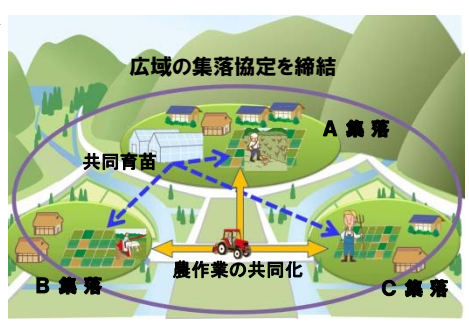 広域の集落協定を締結
A 集 落
共同育苗
農作業の共同化
B 集 落
C 集 落